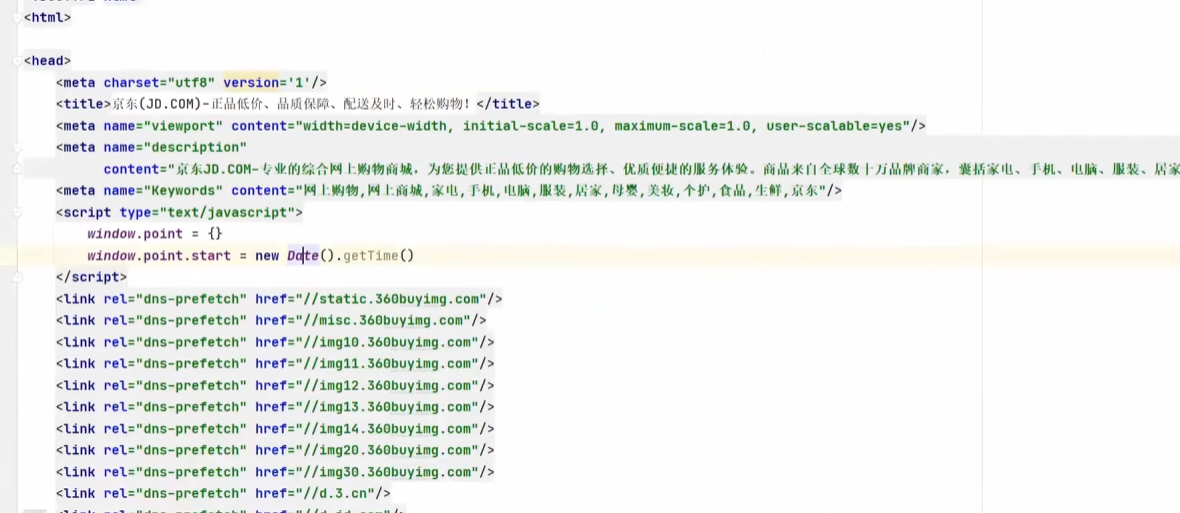 <html>
<head>
<meta charset="utf8" version='1'/>
<title>京东(JD.COM)-正品低价、品质保障、配送及时、轻松购物！</title>
<meta name="viewport" content="width=device-width, initial-scale=1.0, maximum-scale=1.0, user-scalable=yes"/>
<meta name="description"
content="京东JD.COM-专业的综合网上购物商城，为您提供正品低价的购物选择、优质便捷的服务体验。商品来自全球数十万品牌商家，囊括家电、手机、电脑、服装、居家
<meta name="Keywords" content="网上购物,网上商城,家电,手机,电脑,服装,居家,母婴,美妆,个护,食品,生鲜,京东"/>
<script type="text/javascript">
window.point = {}
window.point.start = new Date().getTime()
</script>
<link rel="dns-prefetch" href="//static.360buyimg.com"/>
<link rel="dns-prefetch" href="//misc.360buyimg.com"/>
<link rel="dns-prefetch" href="//img10.360buyimg.com"/>
<link rel="dns-prefetch" href="//img11.360buyimg.com"/>
<link rel="dns-prefetch" href="//img12.360buyimg.com"/>
<link rel="dns-prefetch" href="//img13.360buyimg.com"/>
<link rel="dns-prefetch" href="//img14.360buyimg.com"/>
<link rel="dns-prefetch" href="//img20.360buyimg.com"/>
<link rel="dns-prefetch" href="//img30.360buyimg.com"/>
<link rel="dns-prefetch" href="//d.3.cn"/>